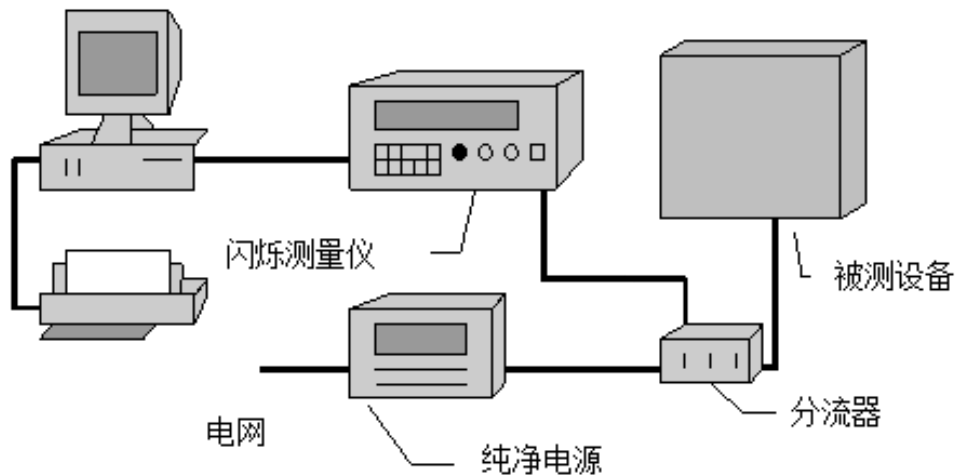 闪烁测量仪
被测设备
分流器
电网
纯净电源